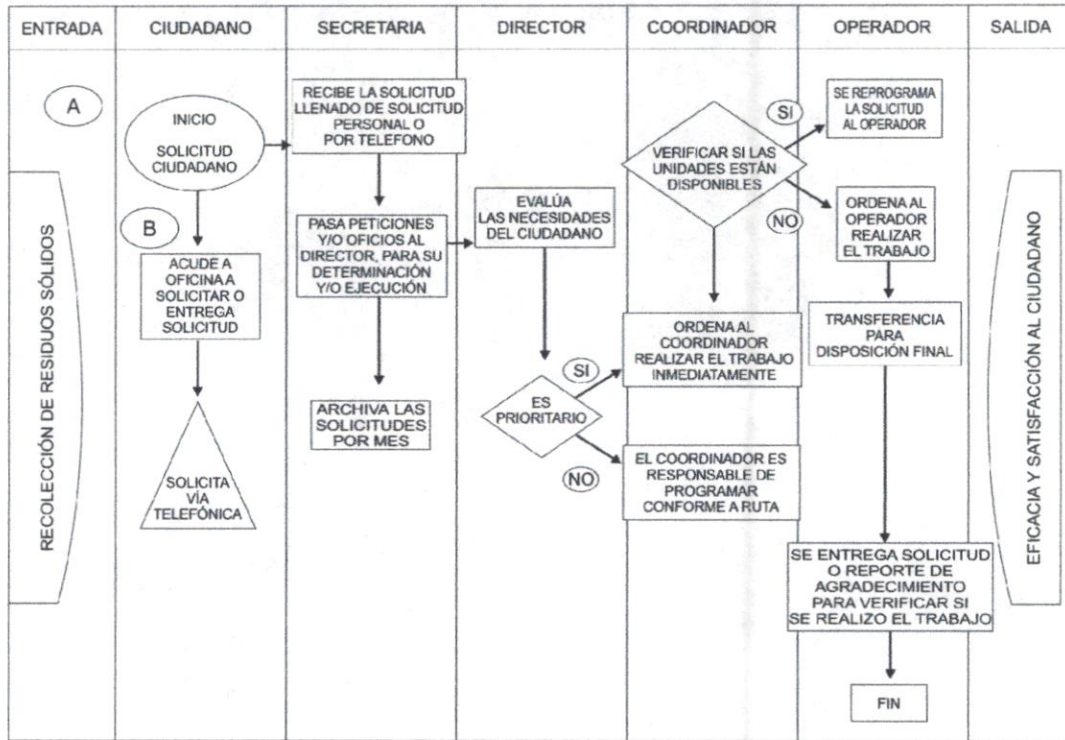 ENTRADA
CIUDADANO
SECRETARIA
DIRECTOR
COORDINADOR
OPERADOR
SALIDA
A
RECOLECCIÓN DE RESIDUOS SÓLIDOS
INICIO
SOLICITUD
CIUDADANO
B
ACUDE A
OFICINA A
SOLICITAR O
ENTREGA
SOLICITUD
SOLICITA
VÍA
TELEFÓNICA
RECIBE LA SOLICITUD
LLENADO DE SOLICITUD
PERSONAL O
POR TELEFONO
PASA PETICIONES
Y/O OFICIOS AL
DIRECTOR, PARA SU
DETERMINACIÓN
Y/O EJECUCIÓN
ARCHIVA LAS
SOLICITUDES
POR MES
EVALÚA
LAS NECESIDADES
DEL CIUDADANO
ES
PRIORITARIO
SI
NO
VERIFICAR SI LAS
UNIDADES ESTÁN
DISPONIBLES
SI
NO
ORDENA AL
COORDINADOR
REALIZAR EL TRABAJO
INMEDIATAMENTE
EL COORDINADOR ES
RESPONSABLE DE
PROGRAMAR
CONFORME A RUTA
SE REPROGRAMA
LA SOLICITUD
AL OPERADOR
ORDENA AL
OPERADOR
REALIZAR
EL TRABAJO
TRANSFERENCIA
PARA
DISPOSICIÓN FINAL
SE ENTREGA SOLICITUD
O REPORTE DE
AGRADECIMIENTO
PARA VERIFICAR SI
SE REALIZO EL TRABAJO
FIN
EFICACIA Y SATISFACCIÓN AL CIUDADANO